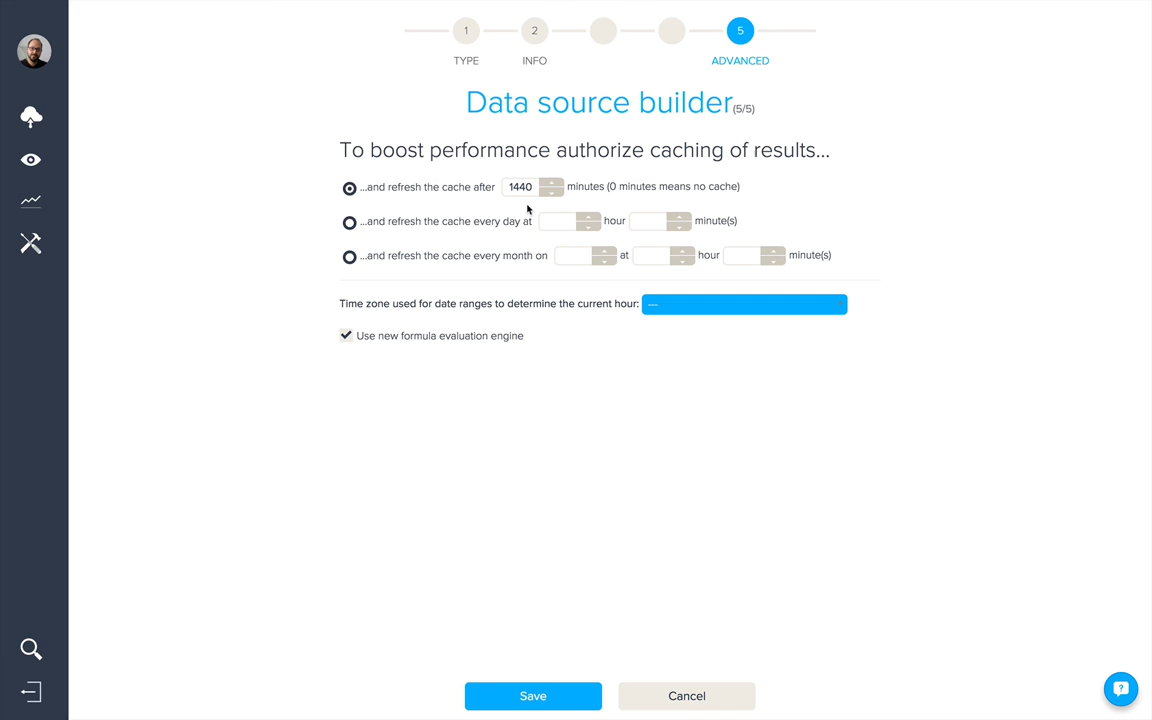 1 2 5
TYPE INFO ADVANCED
Data source builder(5/5)
To boost performance authorize caching of results...
...and refresh the cache after 1440 minutes (0 minutes means no cache)
...and refresh the cache every day at hour minute(s)
...and refresh the cache every month on at hour minute(s)
Time zone used for date ranges to determine the current hour: —
Use new formula evaluation engine
Save Cancel
?